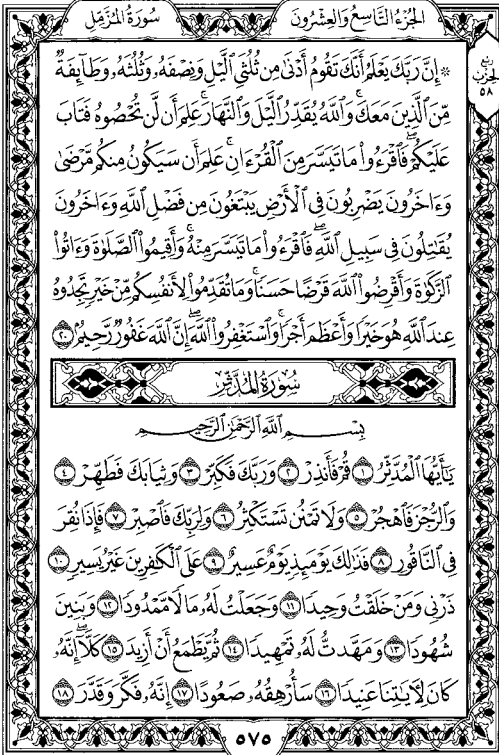 سُورَةُ المُزَّمِّلِ
الجُزْءُ التَّاسِعُ وَالعِشْرُونَ
رُبع
الحِزْب
٥٨
۞ إِنَّ رَبَّكَ يَعْلَمُ أَنَّكَ تَقُومُ أَدْنَىٰ مِن ثُلُثَيِ ٱلَّيْلِ وَنِصْفَهُۥ وَثُلُثَهُۥ وَطَآئِفَةٌ
مِّنَ ٱلَّذِينَ مَعَكَۚ وَٱللَّهُ يُقَدِّرُ ٱلَّيْلَ وَٱلنَّهَارَۚ عَلِمَ أَن لَّن تُحْصُوهُ فَتَابَ
عَلَيْكُمْۖ فَٱقْرَءُوا۟ مَا تَيَسَّرَ مِنَ ٱلْقُرْءَانِۚ عَلِمَ أَن سَيَكُونُ مِنكُم مَّرْضَىٰ
وَءَاخَرُونَ يَضْرِبُونَ فِى ٱلْأَرْضِ يَبْتَغُونَ مِن فَضْلِ ٱللَّهِ وَءَاخَرُونَ
يُقَٰتِلُونَ فِى سَبِيلِ ٱللَّهِۖ فَٱقْرَءُوا۟ مَا تَيَسَّرَ مِنْهُۚ وَأَقِيمُوا۟ ٱلصَّلَوٰةَ وَءَاتُوا۟
ٱلزَّكَوٰةَ وَأَقْرِضُوا۟ ٱللَّهَ قَرْضًا حَسَنًاۚ وَمَا تُقَدِّمُوا۟ لِأَنفُسِكُم مِّنْ خَيْرٍ تَجِدُوهُ
عِندَ ٱللَّهِ هُوَ خَيْرًا وَأَعْظَمَ أَجْرًاۚ وَٱسْتَغْفِرُوا۟ ٱللَّهَۖ إِنَّ ٱللَّهَ غَفُورٌ رَّحِيمٌۢ ٢٠
سُورَةُ المُدَّثِّرِ
بِسْمِ ٱللَّهِ ٱلرَّحْمَٰنِ ٱلرَّحِيمِ
يَٰٓأَيُّهَا ٱلْمُدَّثِّرُ ١ قُمْ فَأَنذِرْ ٢ وَرَبَّكَ فَكَبِّرْ ٣ وَثِيَابَكَ فَطَهِّرْ ٤
وَٱلرُّجْزَ فَٱهْجُرْ ٥ وَلَا تَمْنُن تَسْتَكْثِرُ ٦ وَلِرَبِّكَ فَٱصْبِرْ ٧ فَإِذَا نُقِرَ
فِى ٱلنَّاقُورِ ٨ فَذَٰلِكَ يَوْمَئِذٍ يَوْمٌ عَسِيرٌ ٩ عَلَى ٱلْكَٰفِرِينَ غَيْرُ يَسِيرٍ ١٠
ذَرْنِى وَمَنْ خَلَقْتُ وَحِيدًا ١١ وَجَعَلْتُ لَهُۥ مَالًا مَّمْدُودًا ١٢ وَبَنِينَ
شُهُودًا ١٣ وَمَهَّدتُّ لَهُۥ تَمْهِيدًا ١٤ ثُمَّ يَطْمَعُ أَنْ أَزِيدَ ١٥ كَلَّآۖ إِنَّهُۥ
كَانَ لِءَايَٰتِنَا عَنِيدًا ١٦ سَأُرْهِقُهُۥ صَعُودًا ١٧ إِنَّهُۥ فَكَّرَ وَقَدَّرَ ١٨
٥٧٥